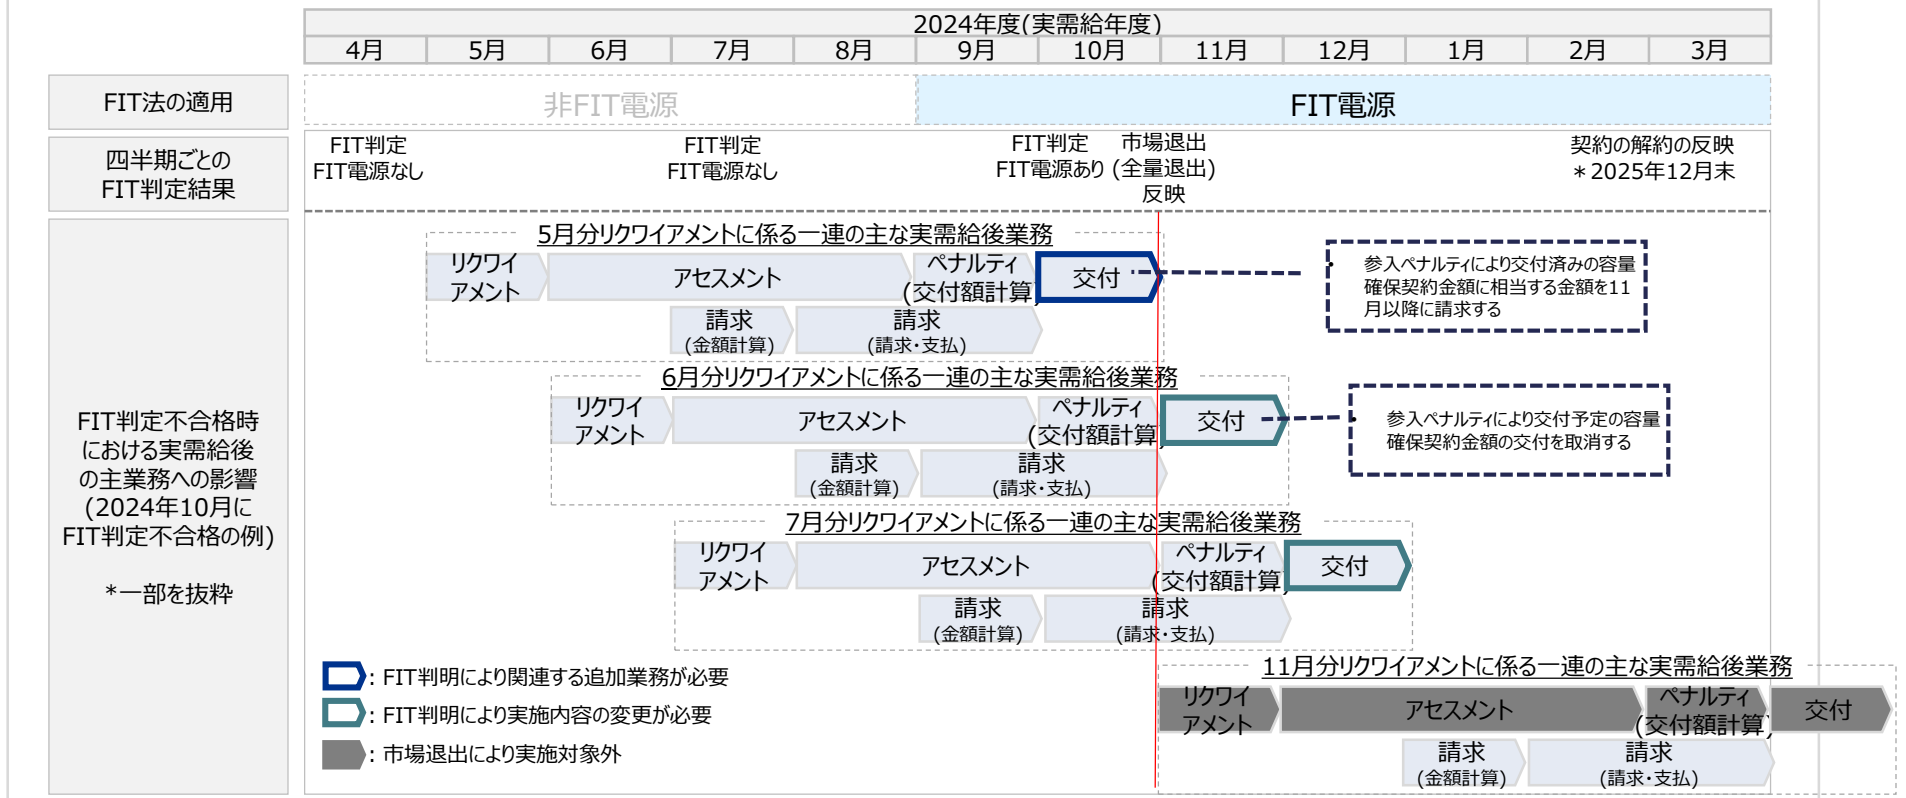 2024年度(実需給年度)
4月 5月 6月 7月 8月 9月 10月 11月 12月 1月 2月 3月
FIT法の適用
非FIT電源
FIT電源
四半期ごとの
FIT判定結果
FIT判定
FIT電源なし
FIT判定
FIT電源なし
FIT判定
FIT電源あり
市場退出
(全量退出)
反映
契約の解約の反映
＊2025年12月末
FIT判定不合格時
における実需給後
の主業務への影響
(2024年10月に
FIT判定不合格の例)
*一部を抜粋
5月分リクワイアメントに係る一連の主な実需給後業務
リクワイ
アメント
アセスメント
ペナルティ
(交付額計算)
交付
請求
(金額計算)
請求
(請求・支払)
・ 参入ペナルティにより交付済みの容量
確保契約金額に相当する金額を11
月以降に請求する
6月分リクワイアメントに係る一連の主な実需給後業務
リクワイ
アメント
アセスメント
ペナルティ
(交付額計算)
交付
請求
(金額計算)
請求
(請求・支払)
・ 参入ペナルティにより交付予定の容量
確保契約金額の交付を取消する
7月分リクワイアメントに係る一連の主な実需給後業務
リクワイ
アメント
アセスメント
ペナルティ
(交付額計算)
交付
請求
(金額計算)
請求
(請求・支払)
11月分リクワイアメントに係る一連の主な実需給後業務
リクワイ
アメント
アセスメント
ペナルティ
(交付額計算)
交付
請求
(金額計算)
請求
(請求・支払)
: FIT判明により関連する追加業務が必要
: FIT判明により実施内容の変更が必要
: 市場退出により実施対象外